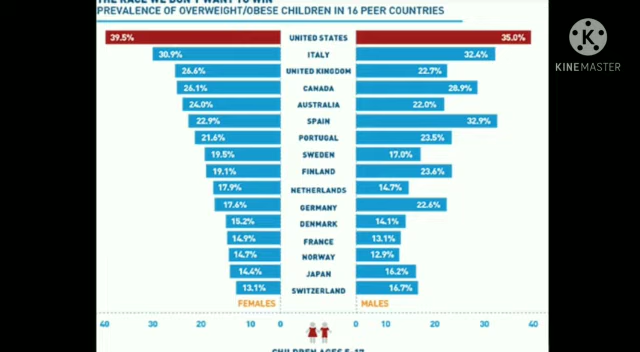 THE RACE WE DON'T WANT TO WIN
PREVALENCE OF OVERWEIGHT/OBESE CHILDREN IN 16 PEER COUNTRIES
39.5% UNITED STATES 35.0%
30.9% ITALY 32.4%
26.6% UNITED KINGDOM 22.7%
26.1% CANADA 28.9%
24.0% AUSTRALIA 22.0%
22.9% SPAIN 32.9%
21.6% PORTUGAL 23.5%
19.5% SWEDEN 17.0%
19.1% FINLAND 23.6%
17.9% NETHERLANDS 14.7%
17.6% GERMANY 22.6%
15.2% DENMARK 14.1%
14.9% FRANCE 13.1%
14.7% NORWAY 12.9%
14.4% JAPAN 16.2%
13.1% SWITZERLAND 16.7%
FEMALES MALES
40 30 20 10 0 0 10 20 30 40
CHILDREN AGES 5-17
K
KINEMASTER